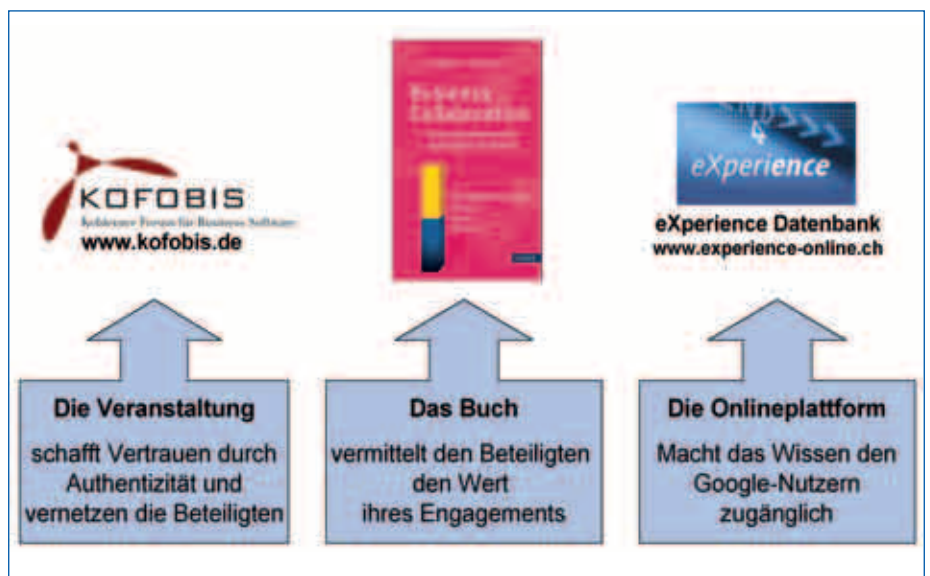 KOFOBIS
Koblenzer Forum für Business Software
www.kofobis.de
Business
Collaboration
4
eXperience
eXperience Datenbank
www.experience-online.ch
Die Veranstaltung
schafft Vertrauen durch
Authentizität und
vernetzen die Beteiligten
Das Buch
vermittelt den Beteiligten
den Wert
ihres Engagements
Die Onlineplattform
Macht das Wissen den
Google-Nutzern
zugänglich